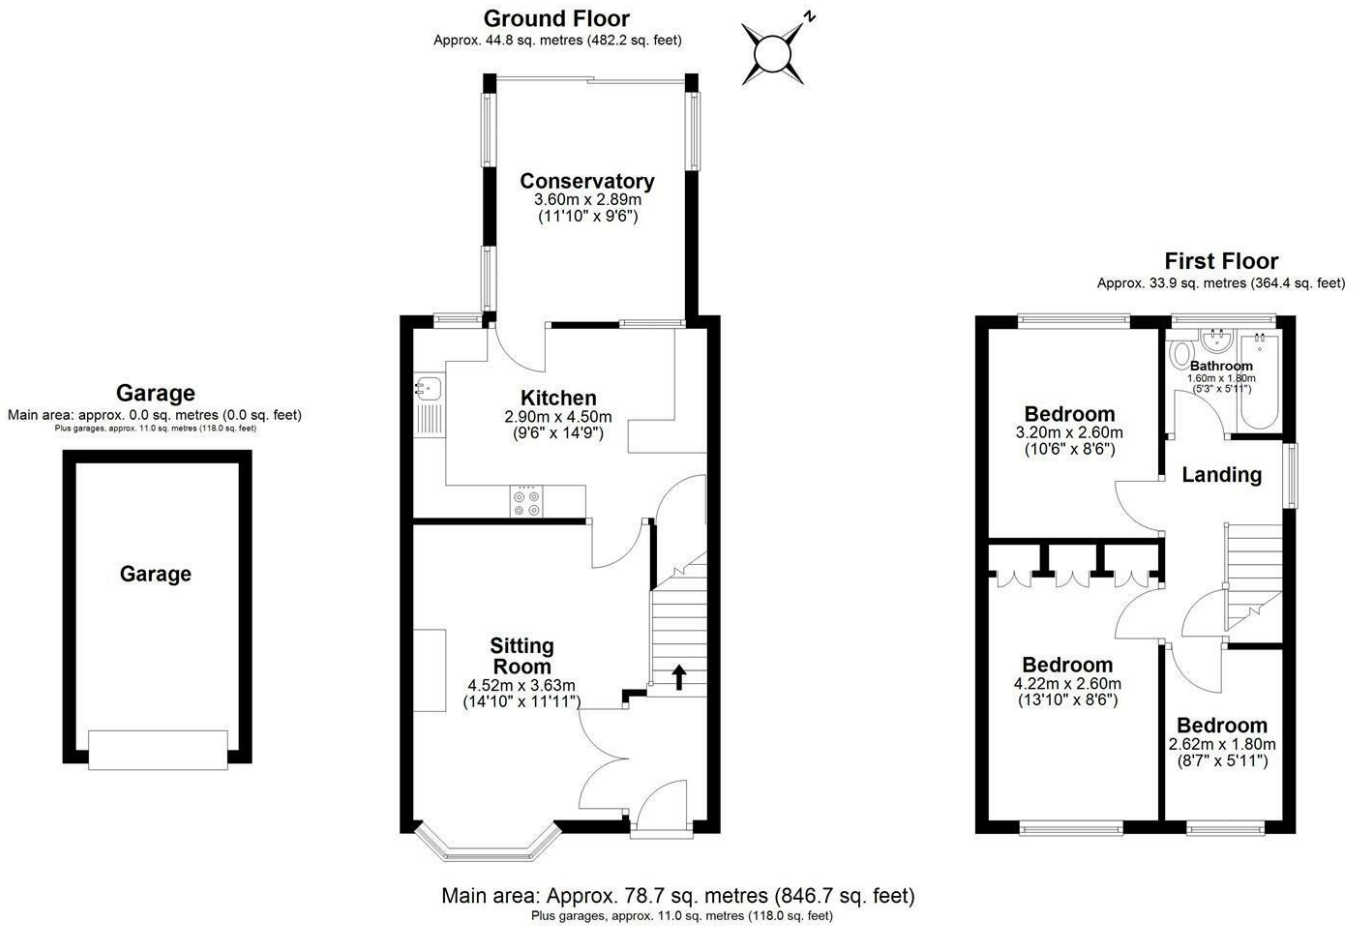 Ground Floor
Approx. 44.8 sq. metres (482.2 sq. feet)
N
Conservatory
3.60m x 2.89m
(11'10" x 9'6")
First Floor
Approx. 33.9 sq. metres (364.4 sq. feet)
Garage
Main area: approx. 0.0 sq. metres (0.0 sq. feet)
Plus garages, approx. 11.0 sq. metres (118.0 sq. feet)
Kitchen
2.90m x 4.50m
(9'6" x 14'9")
Bedroom
3.20m x 2.60m
(10'6" x 8'6")
Bathroom
1.60m x 1.80m
(5'3" x 5'11")
Landing
Garage
Sitting
Room
4.52m x 3.63m
(14'10" x 11'11")
Bedroom
4.22m x 2.60m
(13'10" x 8'6")
Bedroom
2.62m x 1.80m
(8'7" x 5'11")
Main area: Approx. 78.7 sq. metres (846.7 sq. feet)
Plus garages, approx. 11.0 sq. metres (118.0 sq. feet)